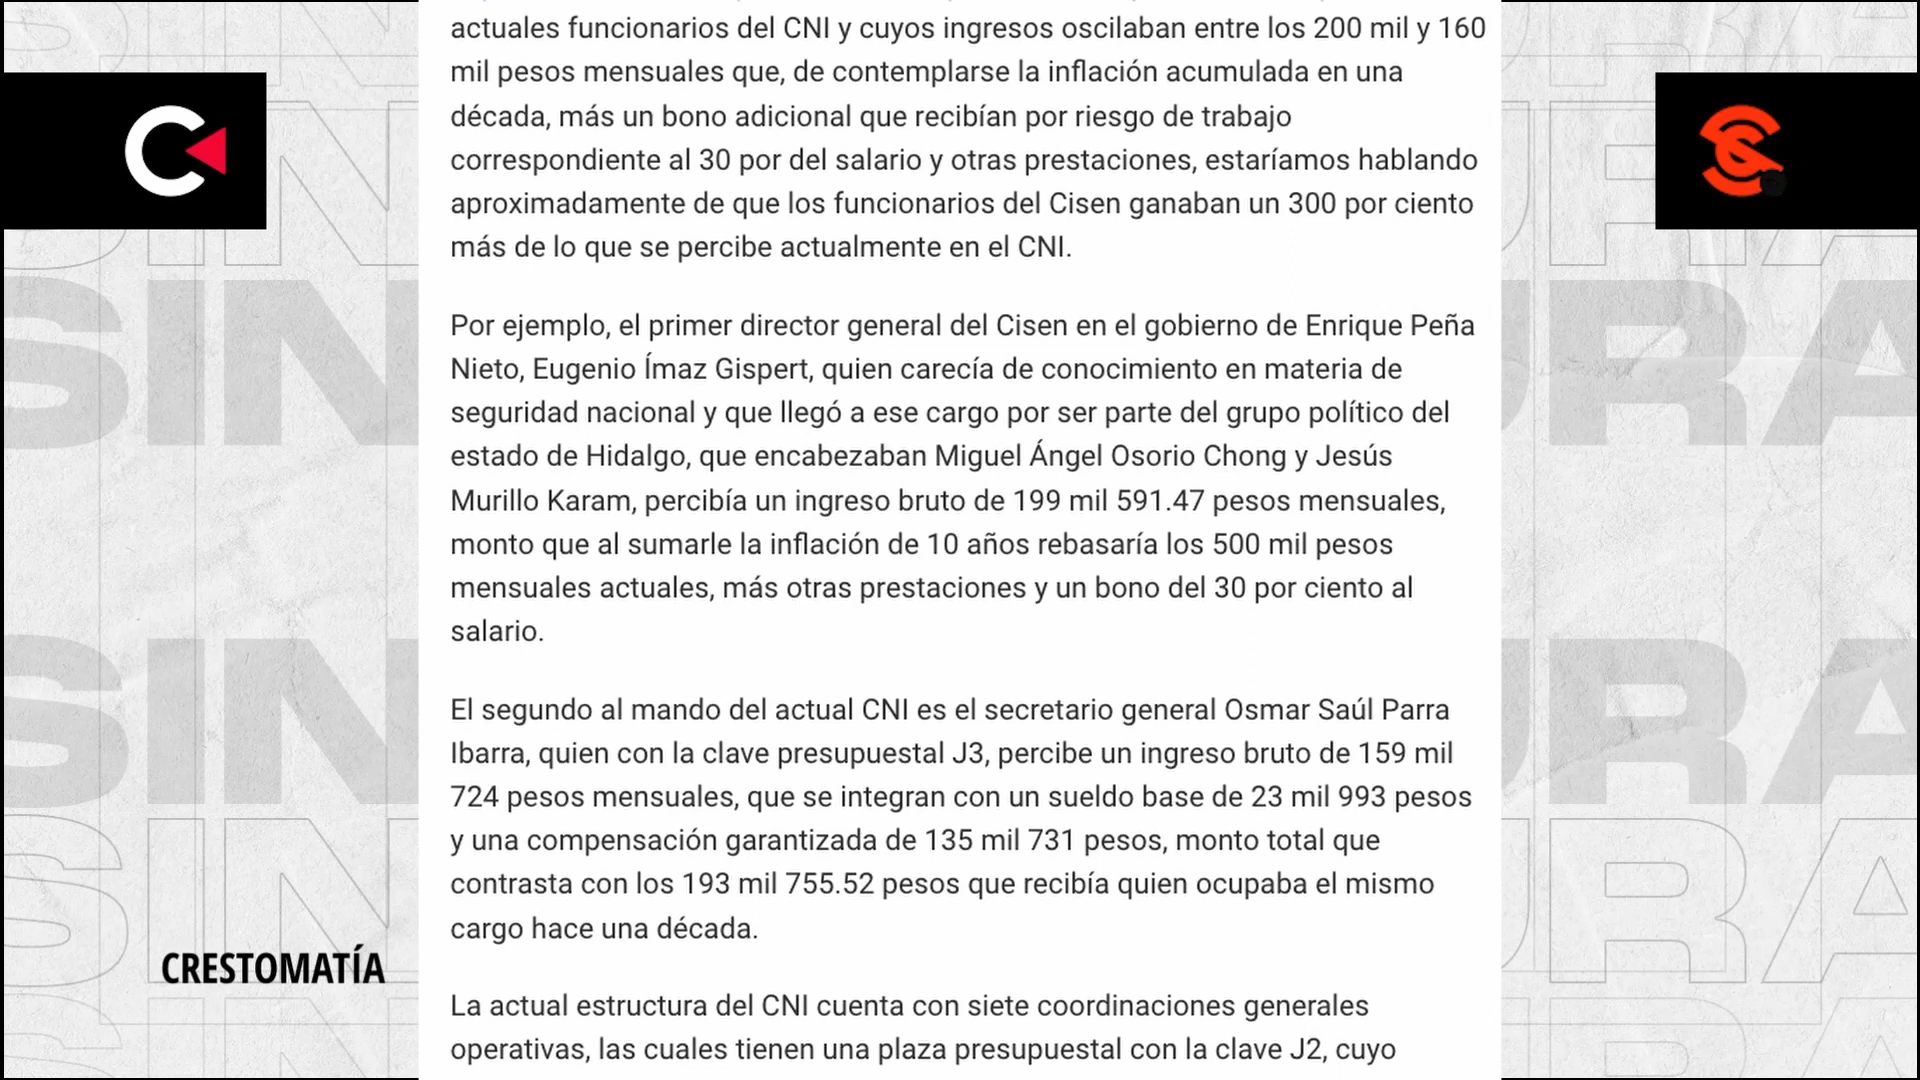 actuales funcionarios del CNI y cuyos ingresos oscilaban entre los 200 mil y 160
mil pesos mensuales que, de contemplarse la inflación acumulada en una
década, más un bono adicional que recibían por riesgo de trabajo
correspondiente al 30 por del salario y otras prestaciones, estaríamos hablando
aproximadamente de que los funcionarios del Cisen ganaban un 300 por ciento
más de lo que se percibe actualmente en el CNI.
Por ejemplo, el primer director general del Cisen en el gobierno de Enrique Peña
Nieto, Eugenio Ímaz Gispert, quien carecía de conocimiento en materia de
seguridad nacional y que llegó a ese cargo por ser parte del grupo político del
estado de Hidalgo, que encabezaban Miguel Ángel Osorio Chong y Jesús
Murillo Karam, percibía un ingreso bruto de 199 mil 591.47 pesos mensuales,
monto que al sumarle la inflación de 10 años rebasaría los 500 mil pesos
mensuales actuales, más otras prestaciones y un bono del 30 por ciento al
salario.
El segundo al mando del actual CNI es el secretario general Osmar Saúl Parra
Ibarra, quien con la clave presupuestal J3, percibe un ingreso bruto de 159 mil
724 pesos mensuales, que se integran con un sueldo base de 23 mil 993 pesos
y una compensación garantizada de 135 mil 731 pesos, monto total que
contrasta con los 193 mil 755.52 pesos que recibía quien ocupaba el mismo
cargo hace una década.
La actual estructura del CNI cuenta con siete coordinaciones generales
operativas, las cuales tienen una plaza presupuestal con la clave J2, cuyo
CRESTOMATÍA